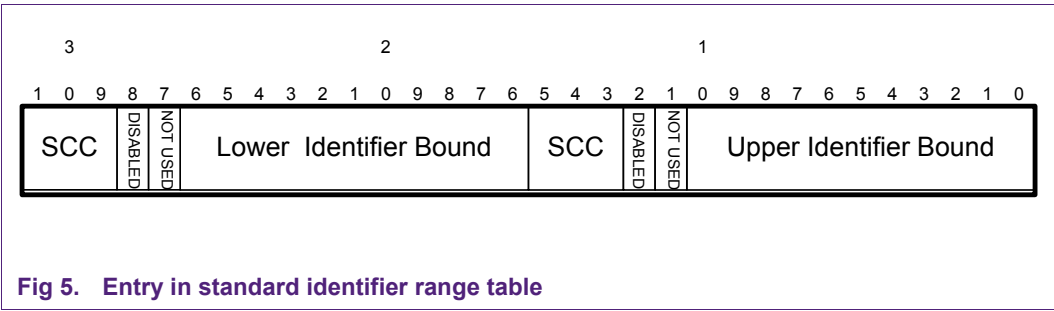 3 2 1
1 0 9 8 7 6 5 4 3 2 1 0 9 8 7 6 5 4 3 2 1 0 9 8 7 6 5 4 3 2 1 0
SCC DISABLED NOT USED Lower Identifier Bound SCC DISABLED NOT USED Upper Identifier Bound
Fig 5. Entry in standard identifier range table